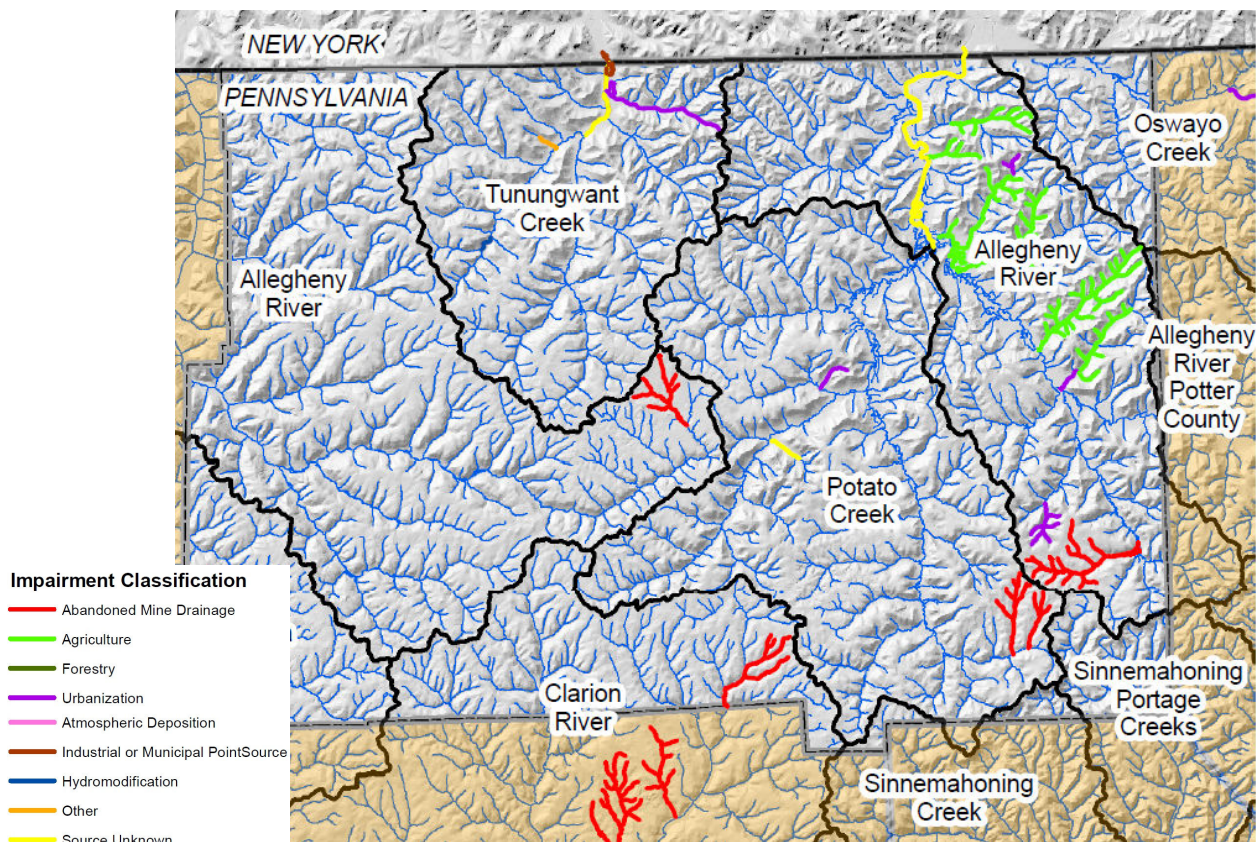 NEW YORK
PENNSYLVANIA
Oswayo
Creek
Tunungwant
Creek
Allegheny
River
Allegheny
River
Allegheny
River
Potter
County
Potato
Creek
Impairment Classification
Abandoned Mine Drainage
Agriculture
Forestry
Urbanization
Atmospheric Deposition
Industrial or Municipal PointSource
Hydromodification
Other
Source Unknown
Clarion
River
Sinnemahoning
Portage
Creeks
Sinnemahoning
Creek